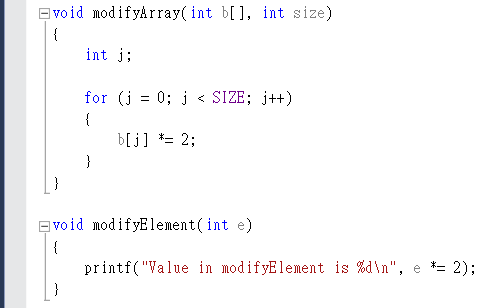 void modifyArray(int b[], int size)
{
    int j;

    for (j = 0; j < SIZE; j++)
    {
        b[j] *= 2;
    }
}

void modifyElement(int e)
{
    printf("Value in modifyElement is %d\n", e *= 2);
}